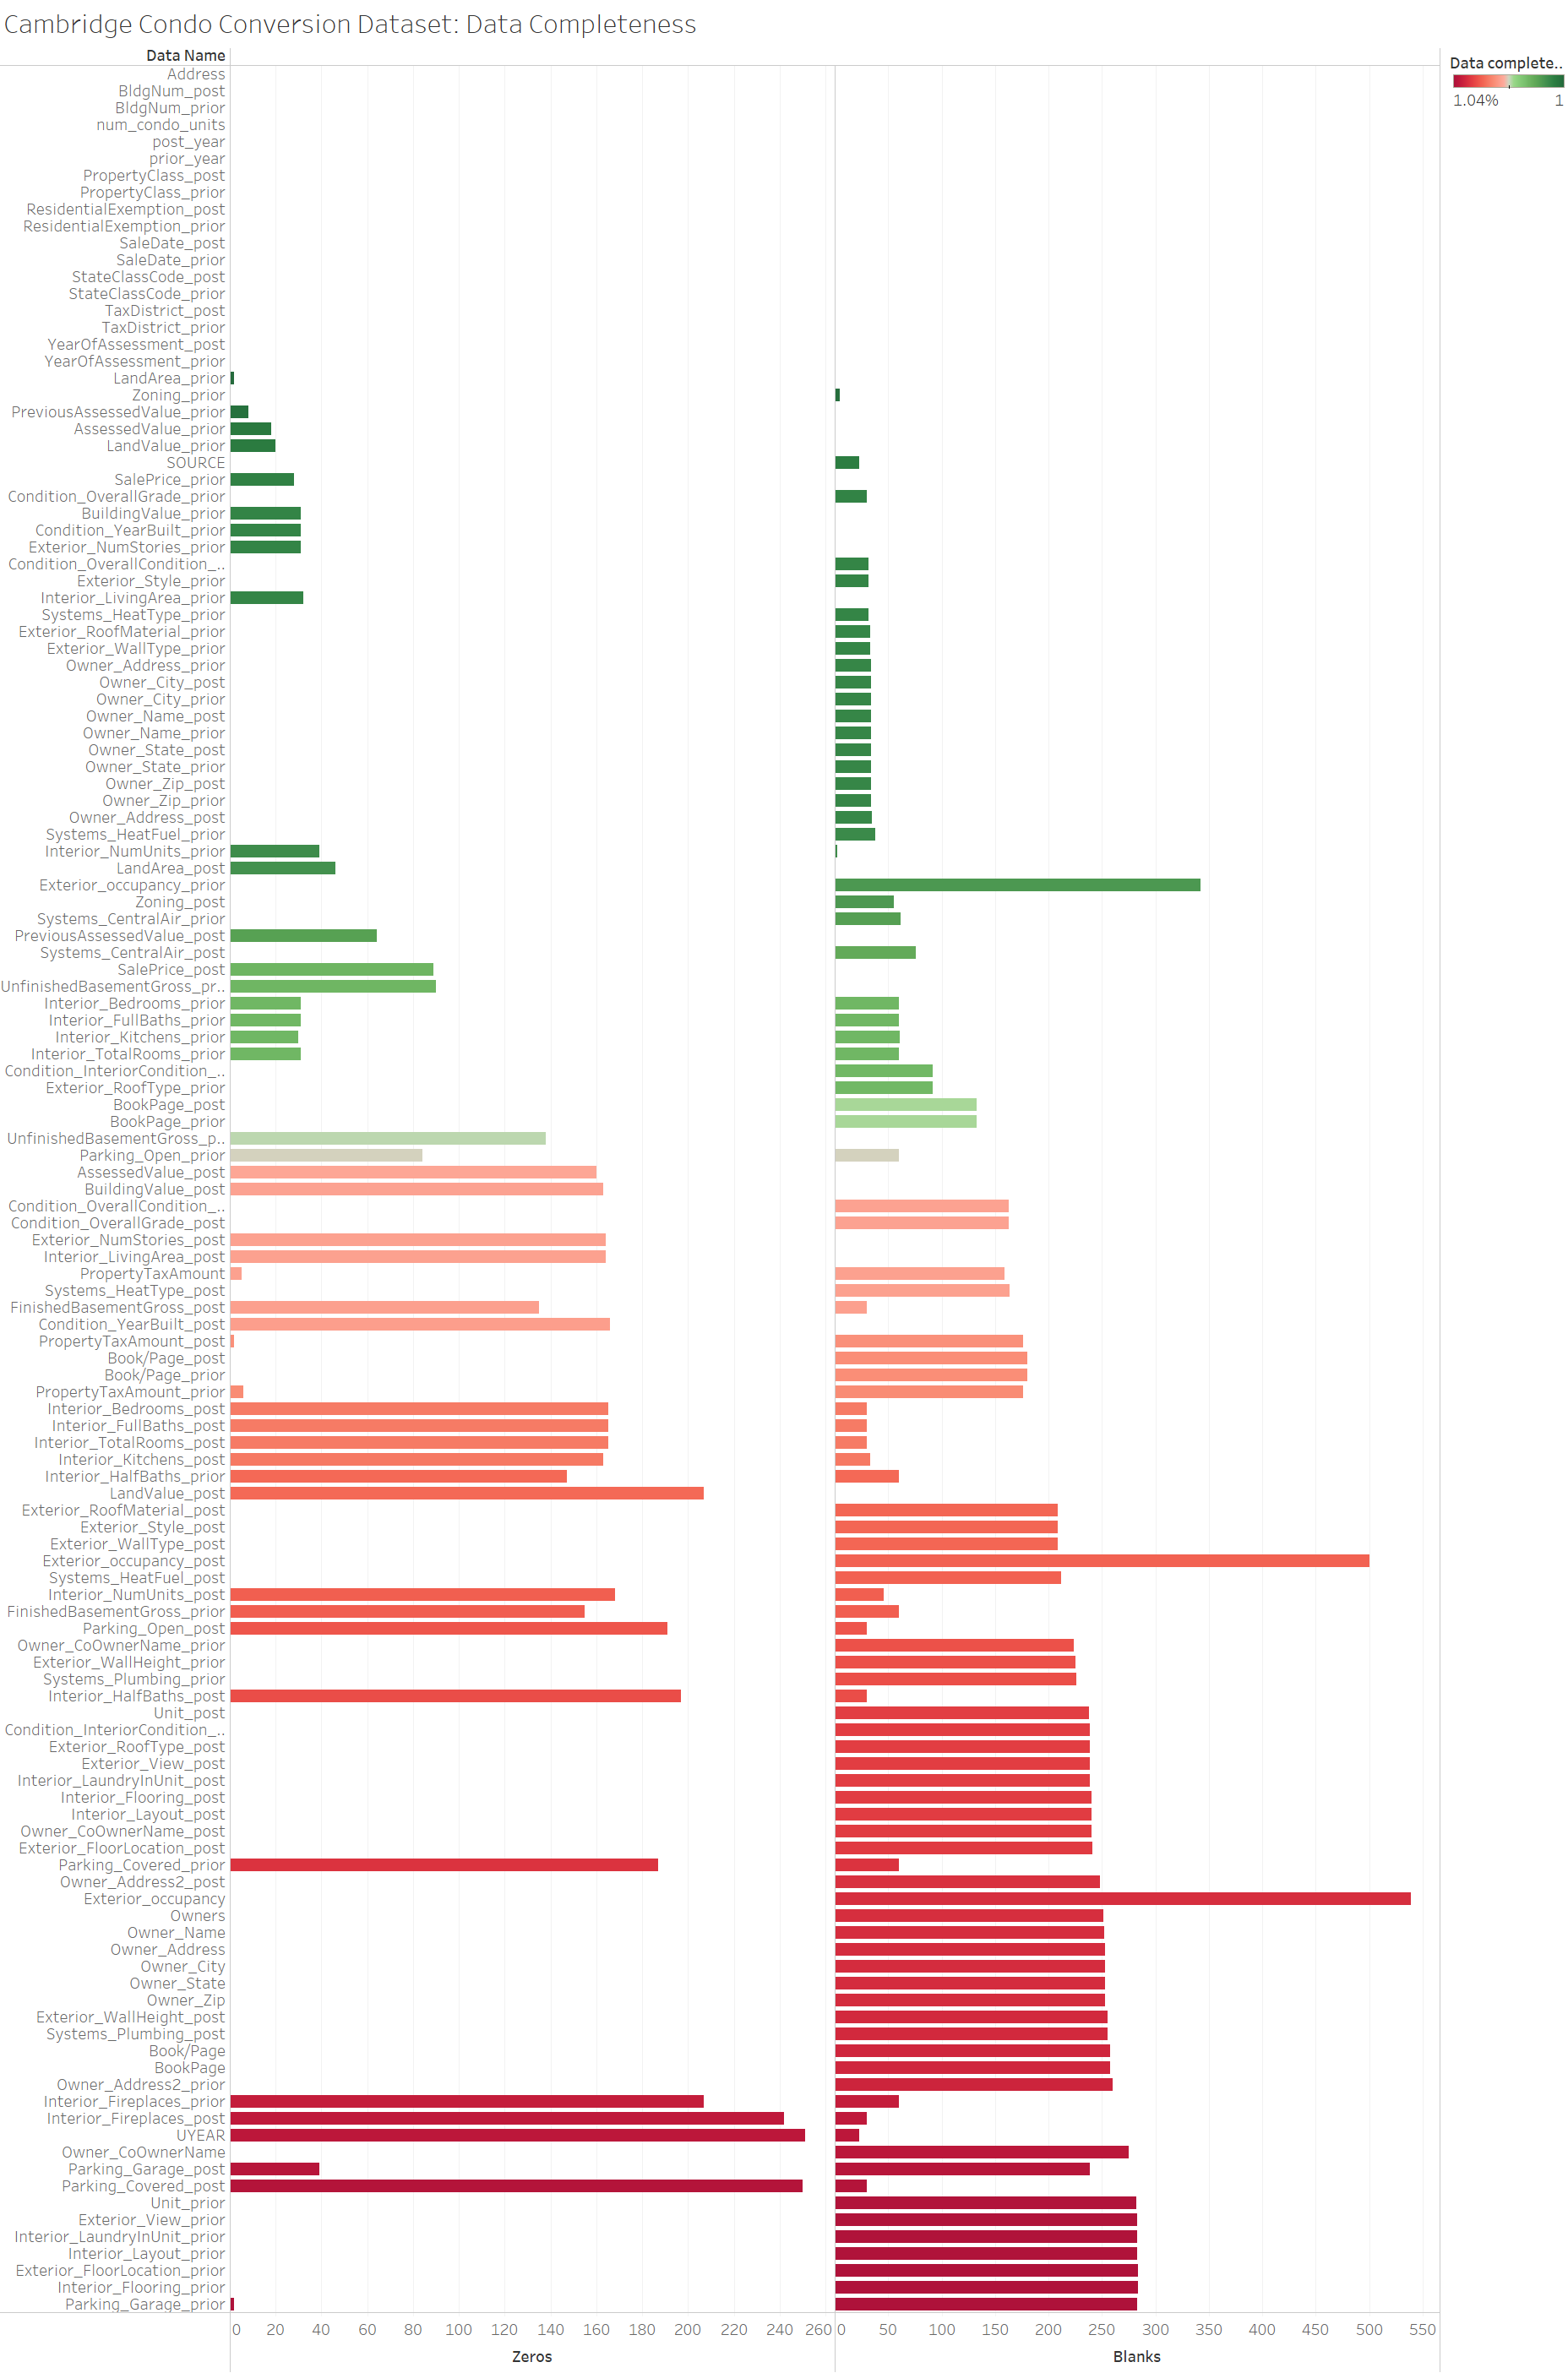 Cambridge Condo Conversion Dataset: Data Completeness
Data Name
Data complete..
1.04% 1
Address
BldgNum_post
BldgNum_prior
num_condo_units
post_year
prior_year
PropertyClass_post
PropertyClass_prior
ResidentialExemption_post
ResidentialExemption_prior
SaleDate_post
SaleDate_prior
StateClassCode_post
StateClassCode_prior
TaxDistrict_post
TaxDistrict_prior
YearOfAssessment_post
YearOfAssessment_prior
LandArea_prior
Zoning_prior
PreviousAssessedValue_prior
AssessedValue_prior
LandValue_prior
SOURCE
SalePrice_prior
Condition_OverallGrade_prior
BuildingValue_prior
Condition_YearBuilt_prior
Exterior_NumStories_prior
Condition_OverallCondition_..
Exterior_Style_prior
Interior_LivingArea_prior
Systems_HeatType_prior
Exterior_RoofMaterial_prior
Exterior_WallType_prior
Owner_Address_prior
Owner_City_post
Owner_City_prior
Owner_Name_post
Owner_Name_prior
Owner_State_post
Owner_State_prior
Owner_Zip_post
Owner_Zip_prior
Owner_Address_post
Systems_HeatFuel_prior
Interior_NumUnits_prior
LandArea_post
Exterior_occupancy_prior
Zoning_post
Systems_CentralAir_prior
PreviousAssessedValue_post
Systems_CentralAir_post
SalePrice_post
UnfinishedBasementGross_pr..
Interior_Bedrooms_prior
Interior_FullBaths_prior
Interior_Kitchens_prior
Interior_TotalRooms_prior
Condition_InteriorCondition_..
Exterior_RoofType_prior
BookPage_post
BookPage_prior
UnfinishedBasementGross_p..
Parking_Open_prior
AssessedValue_post
BuildingValue_post
Condition_OverallCondition_..
Condition_OverallGrade_post
Exterior_NumStories_post
Interior_LivingArea_post
PropertyTaxAmount
Systems_HeatType_post
FinishedBasementGross_post
Condition_YearBuilt_post
PropertyTaxAmount_post
Book/Page_post
Book/Page_prior
PropertyTaxAmount_prior
Interior_Bedrooms_post
Interior_FullBaths_post
Interior_TotalRooms_post
Interior_Kitchens_post
Interior_HalfBaths_prior
LandValue_post
Exterior_RoofMaterial_post
Exterior_Style_post
Exterior_WallType_post
Exterior_occupancy_post
Systems_HeatFuel_post
Interior_NumUnits_post
FinishedBasementGross_prior
Parking_Open_post
Owner_CoOwnerName_prior
Exterior_WallHeight_prior
Systems_Plumbing_prior
Interior_HalfBaths_post
Unit_post
Condition_InteriorCondition_..
Exterior_RoofType_post
Exterior_View_post
Interior_LaundryInUnit_post
Interior_Flooring_post
Interior_Layout_post
Owner_CoOwnerName_post
Exterior_FloorLocation_post
Parking_Covered_prior
Owner_Address2_post
Exterior_occupancy
Owners
Owner_Name
Owner_Address
Owner_City
Owner_State
Owner_Zip
Exterior_WallHeight_post
Systems_Plumbing_post
Book/Page
BookPage
Owner_Address2_prior
Interior_Fireplaces_prior
Interior_Fireplaces_post
UYEAR
Owner_CoOwnerName
Parking_Garage_post
Parking_Covered_post
Unit_prior
Exterior_View_prior
Interior_LaundryInUnit_prior
Interior_Layout_prior
Exterior_FloorLocation_prior
Interior_Flooring_prior
Parking_Garage_prior
0 20 40 60 80 100 120 140 160 180 200 220 240 260 0 50 100 150 200 250 300 350 400 450 500 550
Zeros Blanks